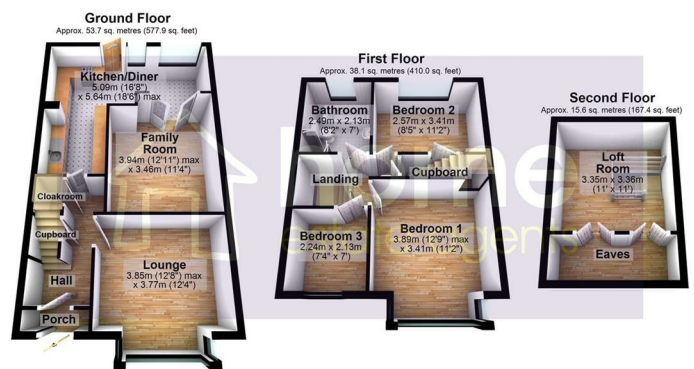 Ground Floor
Approx. 53.7 sq. metres (577.9 sq. feet)
Kitchen/Diner
5.09m (16'8")
x 5.64m (18'6") max
Family
Room
3.94m (12'11") max
x 3.46m (11'4")
Cloakroom
Cupboard
Hall
Lounge
3.85m (12'8") max
x 3.77m (12'4")
Porch
First Floor
Approx. 38.1 sq. metres (410.0 sq. feet)
Bathroom
2.49m x 2.13m
(8'2" x 7')
Bedroom 2
2.57m x 3.41m
(8'5" x 11'2")
Landing
Cupboard
Bedroom 3
2.24m x 2.13m
(7'4" x 7')
Bedroom 1
3.89m (12'9") max
x 3.41m (11'2")
Second Floor
Approx. 15.6 sq. metres (167.4 sq. feet)
Loft
Room
3.35m x 3.36m
(11' x 11')
Eaves
home
estate agents